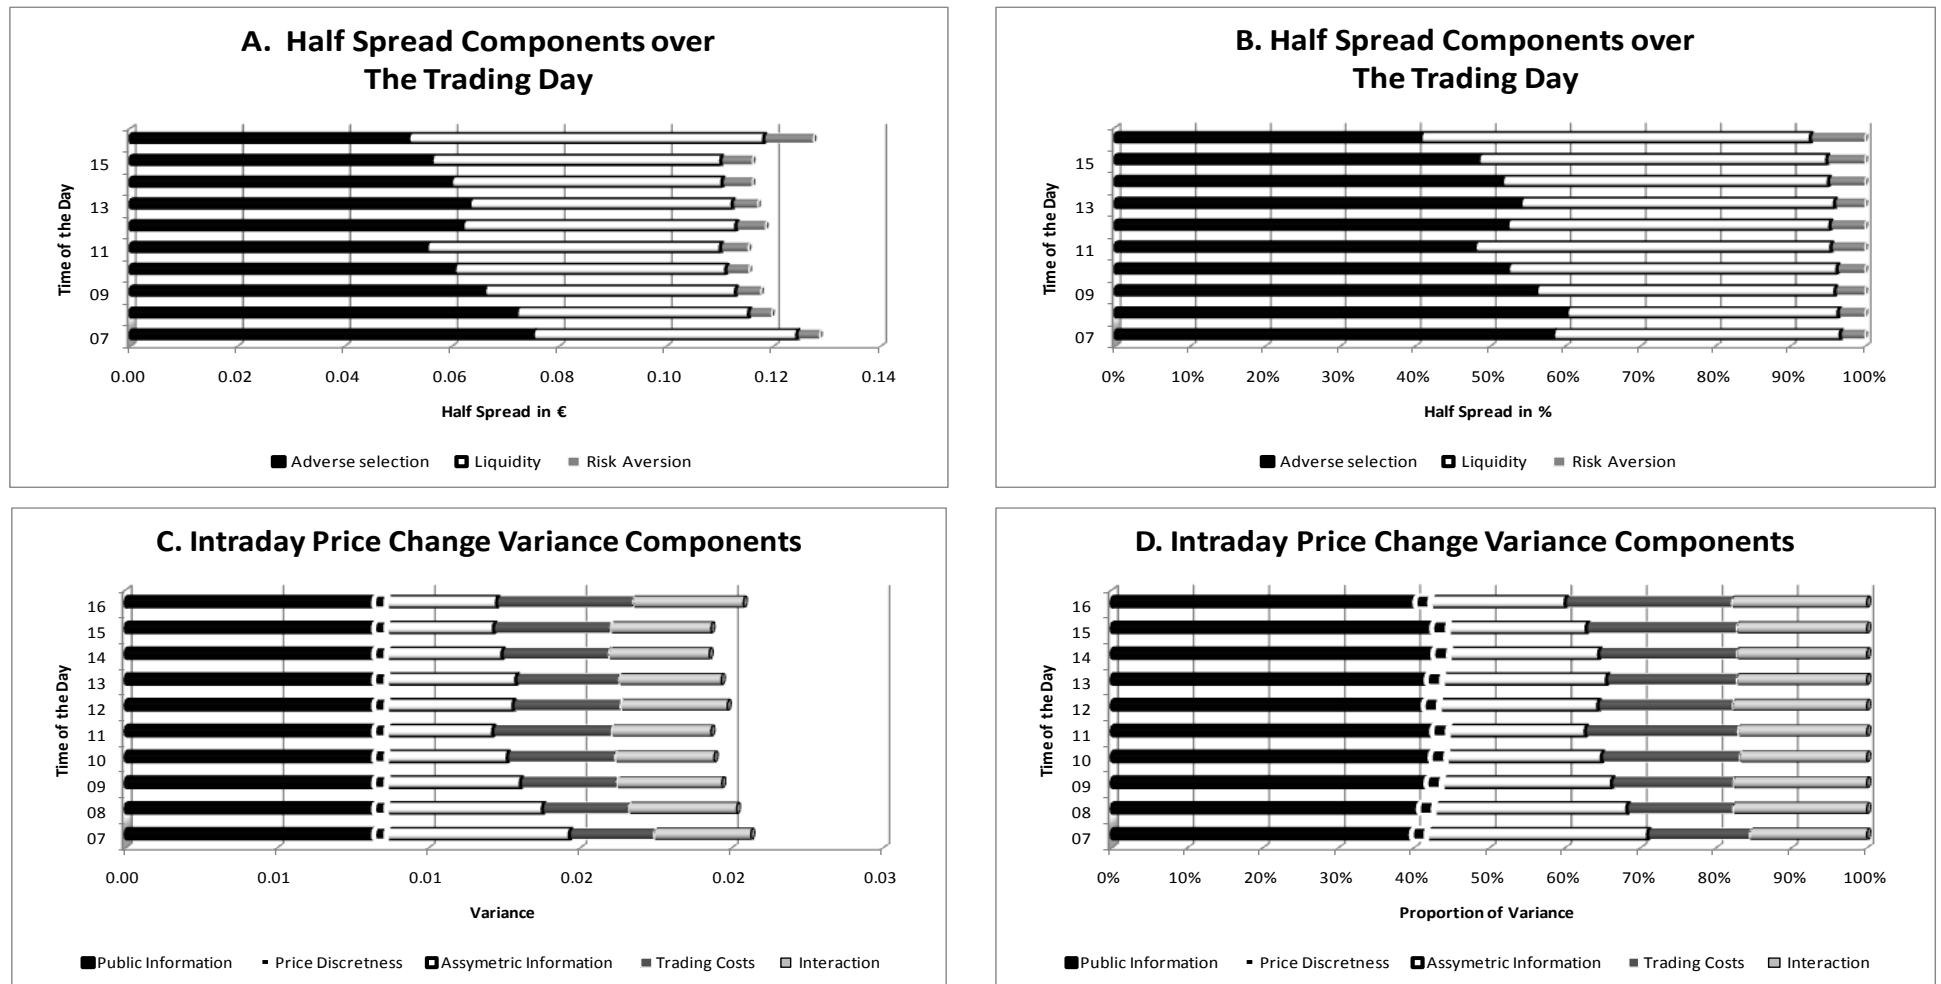 A. Half Spread Components over
The Trading Day
Time of the Day
15
13
11
09
07
0.00 0.02 0.04 0.06 0.08 0.10 0.12 0.14
Half Spread in €
Adverse selection Liquidity Risk Aversion
B. Half Spread Components over
The Trading Day
Time of the Day
15
13
11
09
07
0% 10% 20% 30% 40% 50% 60% 70% 80% 90% 100%
Half Spread in %
Adverse selection Liquidity Risk Aversion
C. Intraday Price Change Variance Components
Time of the Day
16
15
14
13
12
11
10
09
08
07
0.00 0.01 0.01 0.02 0.02 0.03
Variance
Public Information Price Discretness Assymetric Information Trading Costs Interaction
D. Intraday Price Change Variance Components
Time of the Day
16
15
14
13
12
11
10
09
08
07
0% 10% 20% 30% 40% 50% 60% 70% 80% 90% 100%
Proportion of Variance
Public Information Price Discretness Assymetric Information Trading Costs Interaction